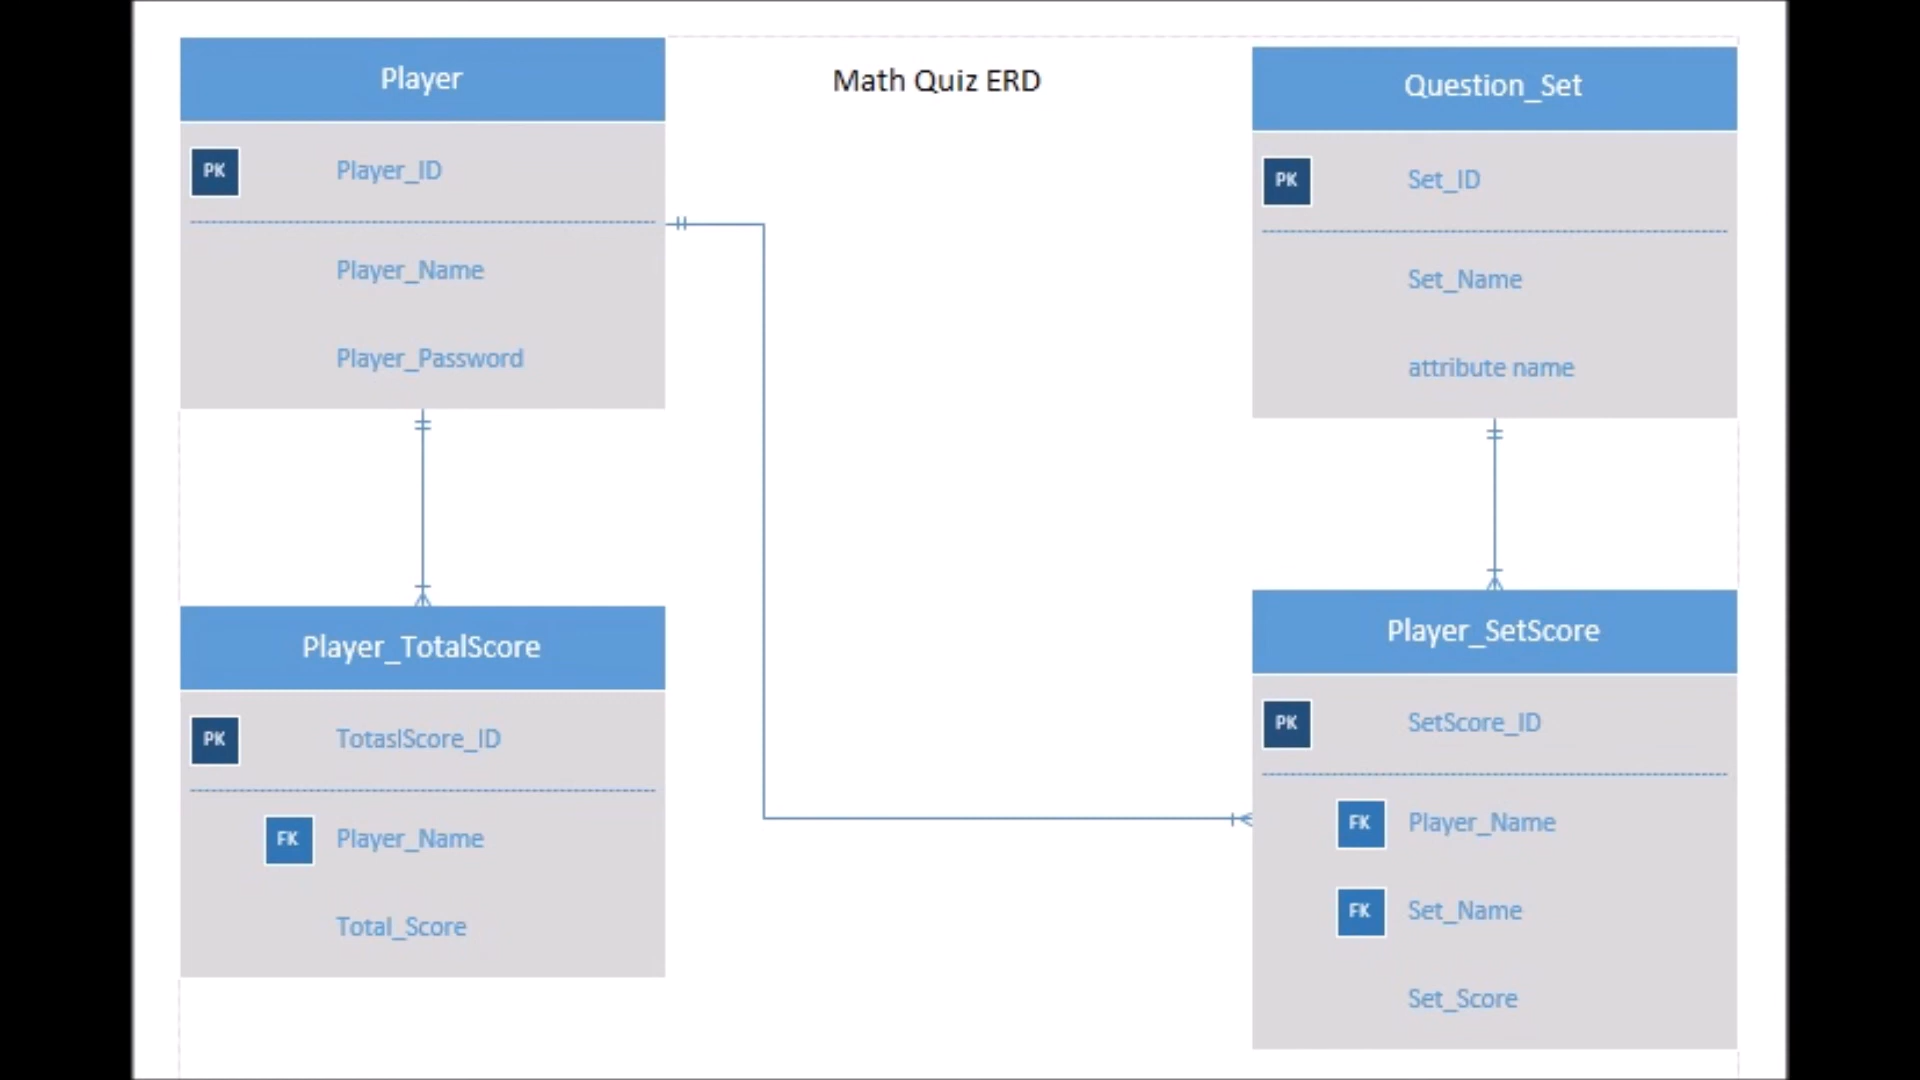 Math Quiz ERD
Player
PK Player_ID
Player_Name
Player_Password
Question_Set
PK Set_ID
Set_Name
attribute name
Player_TotalScore
PK TotaslScore_ID
FK Player_Name
Total_Score
Player_SetScore
PK SetScore_ID
FK Player_Name
FK Set_Name
Set_Score